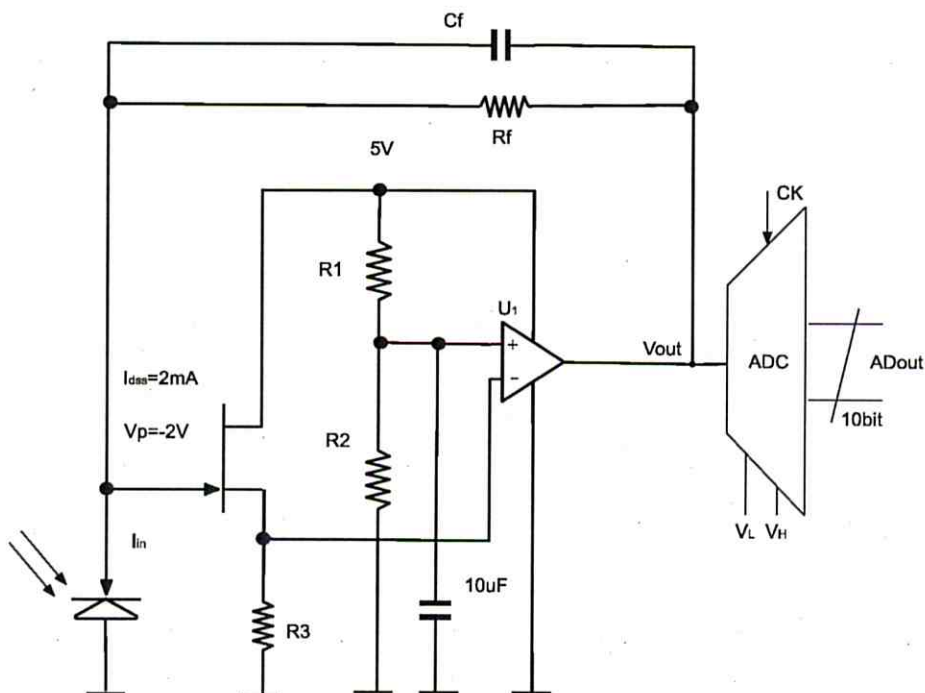 Cf
Rf
5V
CK
R1
U1
Vout
ADC
ADout
Idss=2mA
Vp=-2V
R2
10bit
VL VH
Iin
10uF
R3
+
-